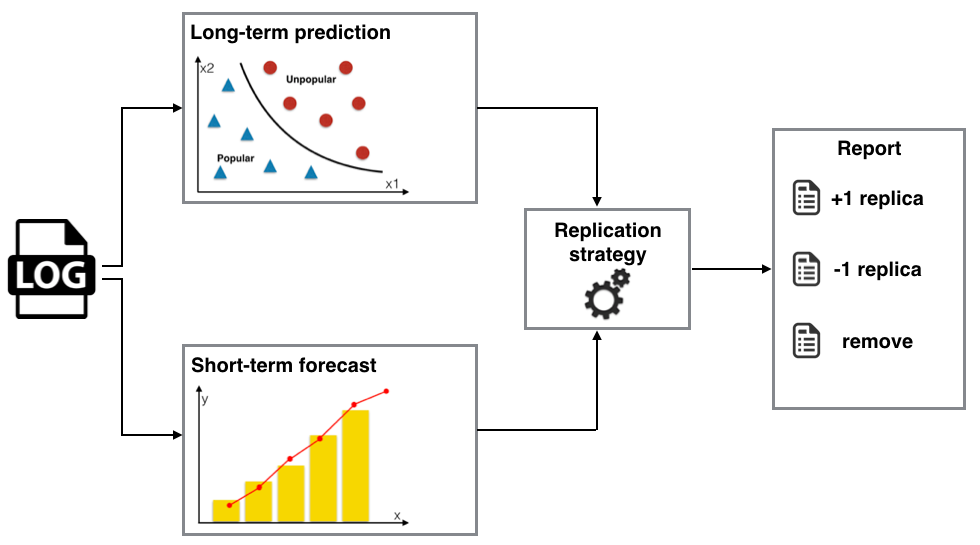 Long-term prediction
x2
Unpopular
Popular
x1
LOG
Replication
strategy
Short-term forecast
y
x
Report
+1 replica
-1 replica
remove